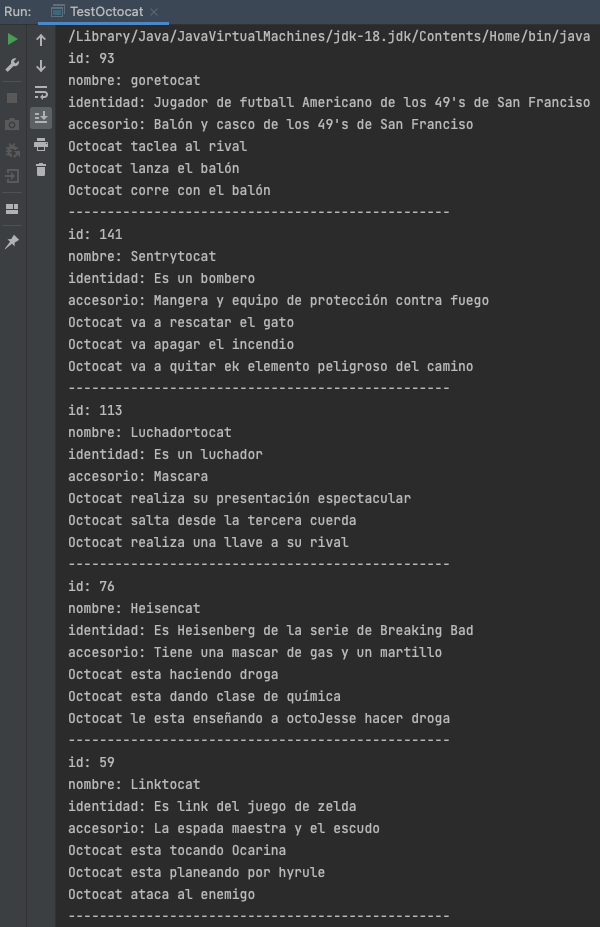 Run: TestOctocat
/Library/Java/JavaVirtualMachines/jdk-18.jdk/Contents/Home/bin/java
id: 93
nombre: goretocat
identidad: Jugador de futball Americano de los 49's de San Franciso
accesorio: Balón y casco de los 49's de San Franciso
Octocat taclea al rival
Octocat lanza el balón
Octocat corre con el balón
-------------------------------------------------
id: 141
nombre: Sentrytocat
identidad: Es un bombero
accesorio: Mangera y equipo de protección contra fuego
Octocat va a rescatar el gato
Octocat va apagar el incendio
Octocat va a quitar ek elemento peligroso del camino
-------------------------------------------------
id: 113
nombre: Luchadortocat
identidad: Es un luchador
accesorio: Mascara
Octocat realiza su presentación espectacular
Octocat salta desde la tercera cuerda
Octocat realiza una llave a su rival
-------------------------------------------------
id: 76
nombre: Heisencat
identidad: Es Heisenberg de la serie de Breaking Bad
accesorio: Tiene una mascar de gas y un martillo
Octocat esta haciendo droga
Octocat esta dando clase de química
Octocat le esta enseñando a octoJesse hacer droga
-------------------------------------------------
id: 59
nombre: Linktocat
identidad: Es link del juego de zelda
accesorio: La espada maestra y el escudo
Octocat esta tocando Ocarina
Octocat esta planeando por hyrule
Octocat ataca al enemigo
-------------------------------------------------